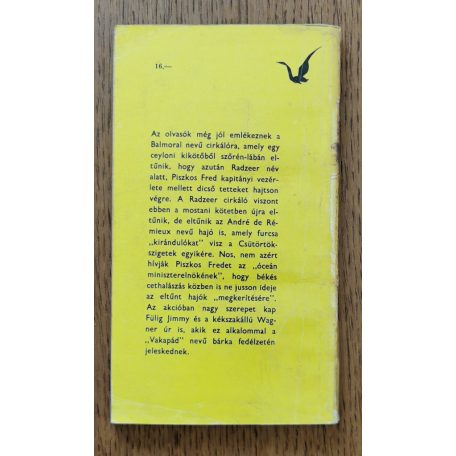 16,—
Az olvasók még jól emlékeznek a
Balmoral nevű cirkálóra, amely egy
ceyloni kikötőből szőrén-lábán el-
tűnik, hogy azután Radzeer név
alatt, Piszkos Fred kapitányi vezér-
lete mellett dicső tetteket hajtson
végre. A Radzeer cirkáló viszont
ebben a mostani kötetben újra el-
tűnik, de eltűnik az André de Ré-
mieux nevű hajó is, amely furcsa
„kirándulókat” visz a Csütörtök-
szigetek egyikére. Nos, nem azért
hívják Piszkos Fredet az „óceán
miniszterelnökének”, hogy békés
cethalászás közben is ne jusson ideje
az eltűnt hajók „megkerítésére”.
Az akcióban nagy szerepet kap
Fülig Jimmy és a kékszakállú Wag-
ner úr is, akik ez alkalommal a
„Vakapád” nevű bárka fedélzetén
jeleskednek.